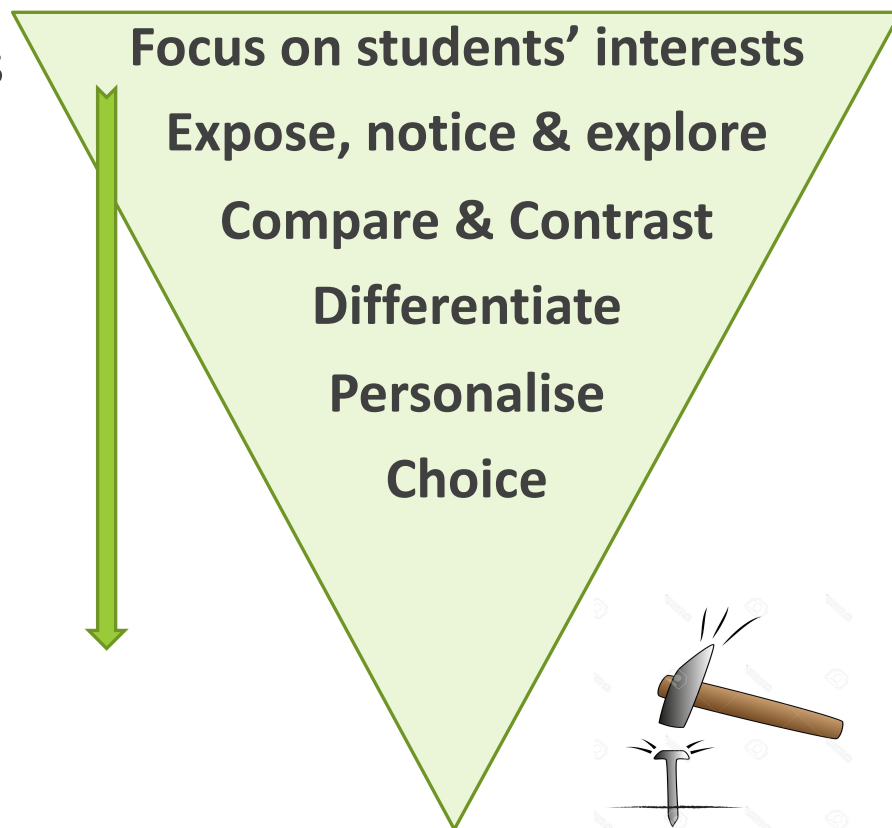 Focus on students’ interests
Expose, notice & explore
Compare & Contrast
Differentiate
Personalise
Choice